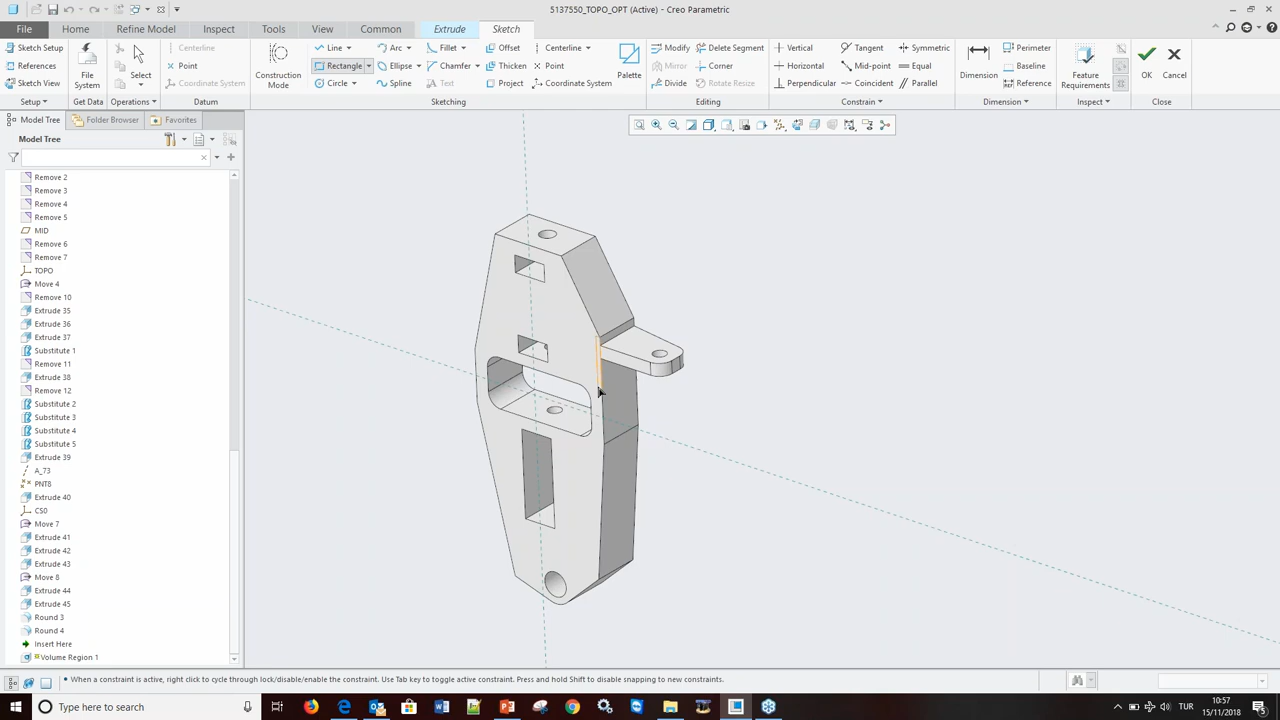 5137550_TOPO_OPT (Active) - Creo Parametric
File Home Refine Model Inspect Tools View Common Extrude Sketch
Sketch Setup
References
Sketch View
Setup
File System
Get Data
Select
Operations
Centerline
Point
Coordinate System
Datum
Construction Mode
Line
Rectangle
Circle
Arc
Ellipse
Spline
Fillet
Chamfer
Text
Offset
Thicken
Project
Centerline
Point
Coordinate System
Palette
Sketching
Modify
Mirror
Divide
Delete Segment
Corner
Rotate Resize
Editing
Vertical
Horizontal
Perpendicular
Tangent
Mid-point
Coincident
Symmetric
Equal
Parallel
Constrain
Dimension
Perimeter
Baseline
Reference
Dimension
Feature Requirements
Inspect
OK
Cancel
Close
Model Tree Folder Browser Favorites
Model Tree
Remove 2
Remove 3
Remove 4
Remove 5
MID
Remove 6
Remove 7
TOPO
Move 4
Remove 10
Extrude 35
Extrude 36
Extrude 37
Substitute 1
Remove 11
Extrude 38
Remove 12
Substitute 2
Substitute 3
Substitute 4
Substitute 5
Extrude 39
A_73
PNT8
Extrude 40
CS0
Move 7
Extrude 41
Extrude 42
Extrude 43
Move 8
Extrude 44
Extrude 45
Round 3
Round 4
Insert Here
Volume Region 1
When a constraint is active, right click to cycle through lock/disable/enable the constraint. Use Tab key to toggle active constraint. Press and hold Shift to disable snapping to new constraints.
Type here to search
TUR
10:57
15/11/2018